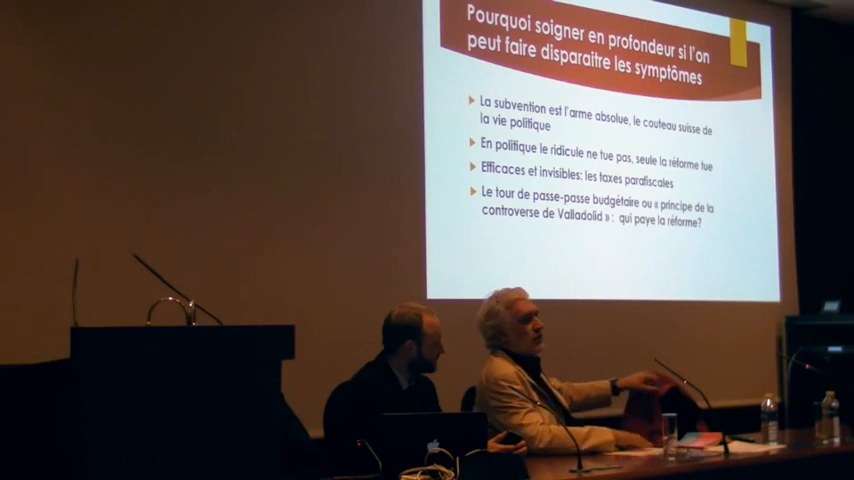 Pourquoi soigner en profondeur si l'on
peut faire disparaitre les symptômes
La subvention est l'arme absolue, le couteau suisse de
la vie politique
En politique le ridicule ne tue pas, seule la réforme tue
Efficaces et invisibles: les taxes parafiscales
Le tour de passe-passe budgétaire ou « principe de la
controverse de Valladolid » : qui paye la réforme?